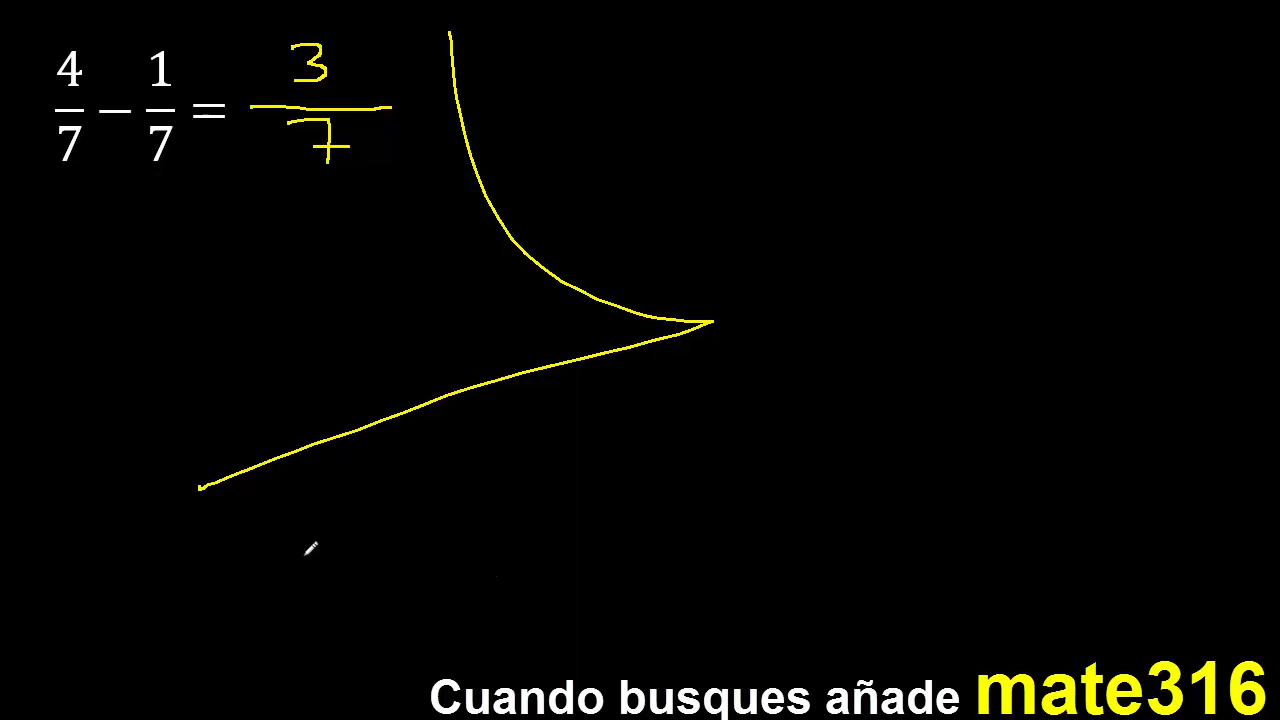 4/7 − 1/7 = 3/7
Cuando busques añade mate316